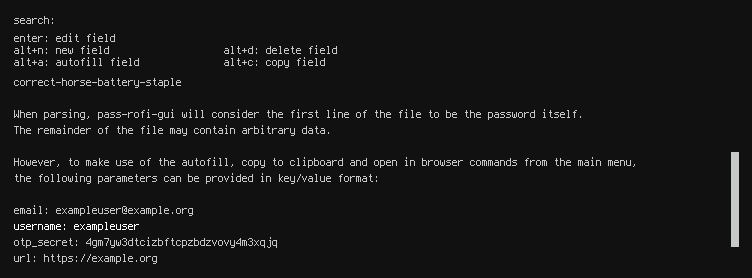 search:
enter: edit field
alt+n: new field alt+d: delete field
alt+a: autofill field alt+c: copy field
correct-horse-battery-staple
When parsing, pass-rofi-gui will consider the first line of the file to be the password itself.
The remainder of the file may contain arbitrary data.
However, to make use of the autofill, copy to clipboard and open in browser commands from the main menu,
the following parameters can be provided in key/value format:
email: exampleuser@example.org
username: exampleuser
otp_secret: 4gm7yw3dtcizbftcpzbdzvovy4m3xqjq
url: https://example.org